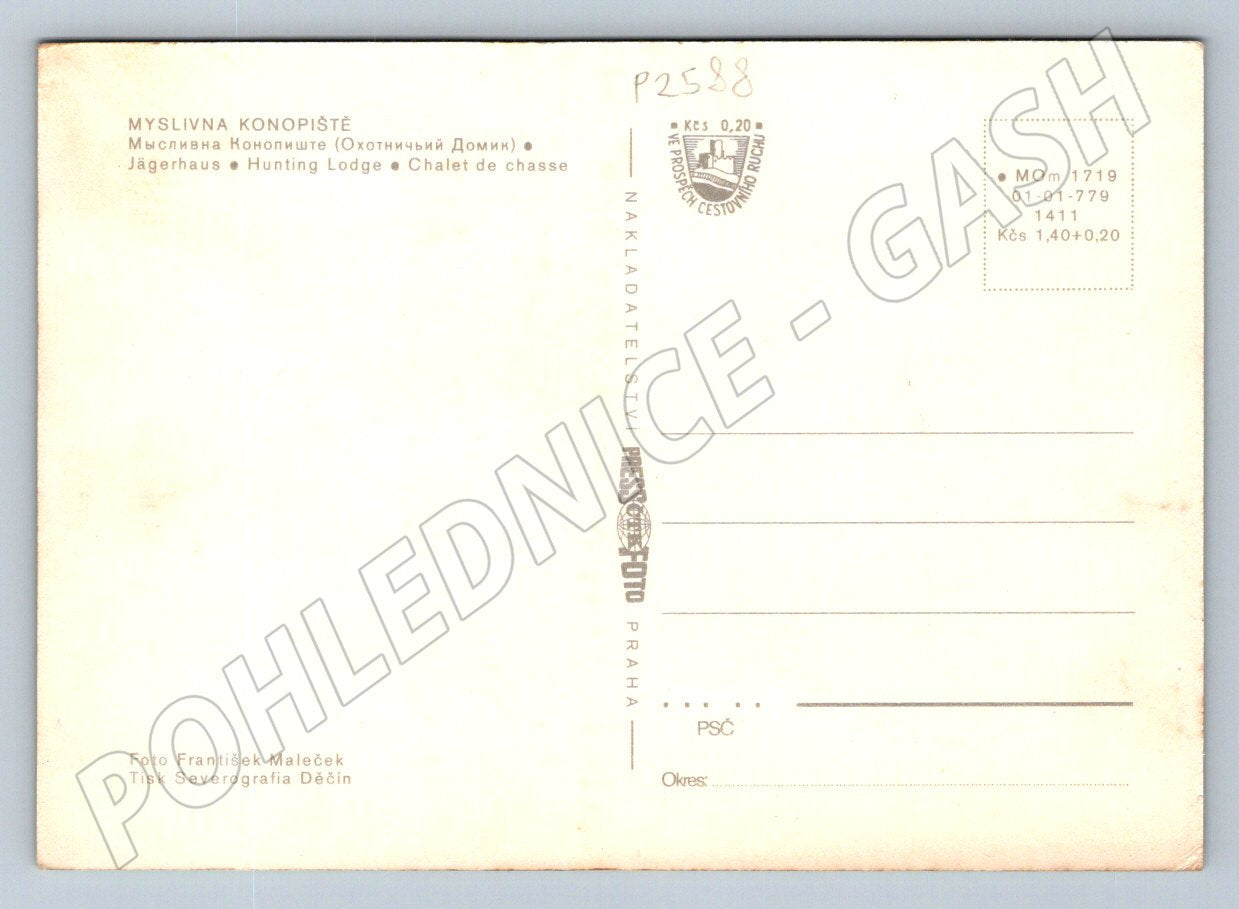 P2588
MYSLIVNA KONOPIŠTĚ
Мысливна Конопиште (Охотничьий Домик) ●
Jägerhaus ● Hunting Lodge ● Chalet de chasse
Foto František Maleček
Tisk Severografia Děčín
NAKLADATELSTVÍ PRESSČTKFOTO PRAHA
▪ Kčs 0,20 ▪
VE PROSPĚCH CESTOVNÍHO RUCHU
● MOm 1719
01-01-779
1411
Kčs 1,40+0,20
PSČ
Okres:
POHLEDNICE - GASH